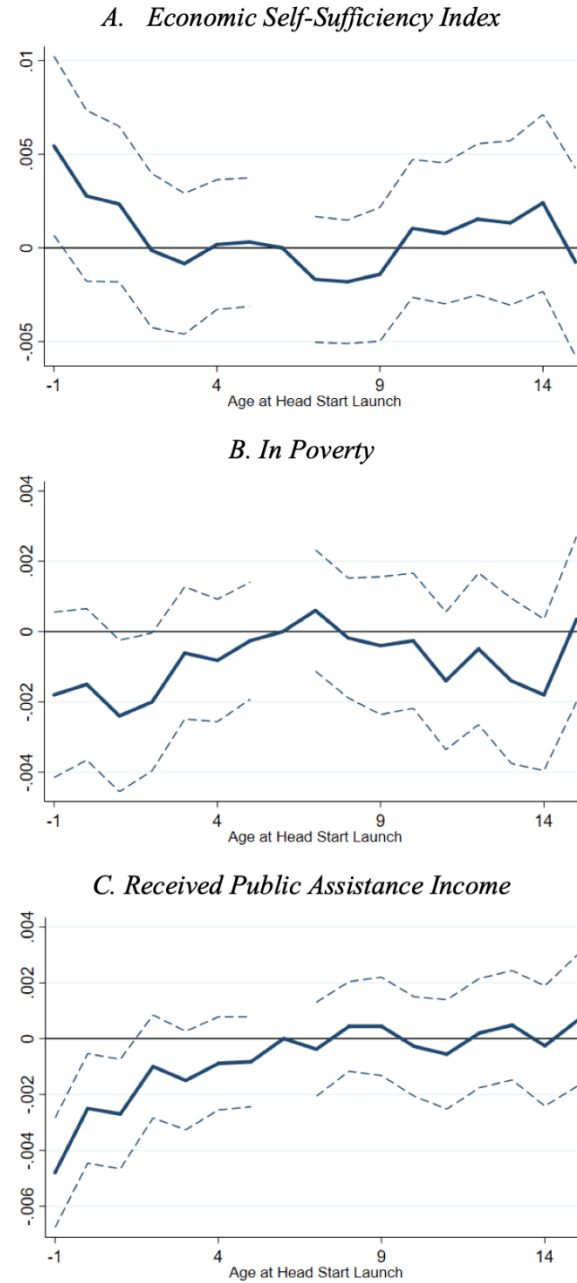 A. Economic Self-Sufficiency Index
.01
.005
0
-.005
-1 4 9 14
Age at Head Start Launch
B. In Poverty
.004
.002
0
-.002
-.004
-1 4 9 14
Age at Head Start Launch
C. Received Public Assistance Income
.004
.002
0
-.002
-.004
-.006
-1 4 9 14
Age at Head Start Launch